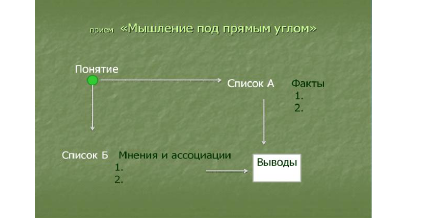 прием «Мышление под прямым углом»
Понятие
Список А Факты
1.
2.
Список Б Мнения и ассоциации
1.
2.
Выводы